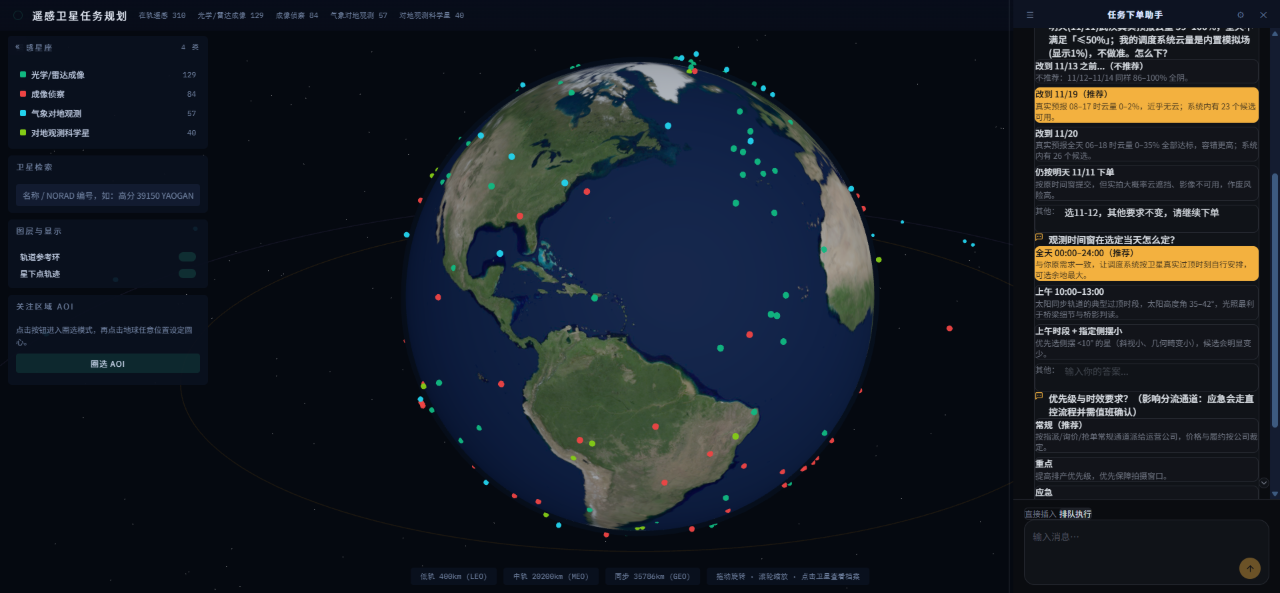 遥感卫星任务规划
在轨遥感 310
光学/雷达成像 129
成像侦察 84
气象对地观测 57
对地观测科学星 40
遥星座
4 类
光学/雷达成像
129
成像侦察
84
气象对地观测
57
对地观测科学星
40
卫星检索
名称 / NORAD 编号，如：高分 39150 YAOGAN
图层与显示
轨道参考环
星下点轨迹
关注区域 AOI
点击按钮进入圈选模式，再点击地球任意位置设定圆
心。
圈选 AOI
低轨 400km (LEO)
中轨 20200km (MEO)
同步 35786km (GEO)
拖动旋转 · 滚轮缩放 · 点击卫星查看档案
任务下单助手
满足「≤50%」；我的调度系统云量是内置模拟场
(显示1%)，不做准。怎么下？
改到 11/13 之前...（不推荐）
不推荐：11/12–11/14 同样 86–100% 全阴。
改到 11/19（推荐）
真实预报 08–17 时云量 0–2%，近乎无云；系统内有 23 个候选
可用。
改到 11/20
真实预报全天 06–18 时云量 0–35% 全部达标，容错更高；系统
内有 26 个候选。
仍按明天 11/11 下单
按原时间窗提交，但实拍大概率云遮挡、影像不可用，作废风
险高。
其他： 选11-12，其他要求不变，请继续下单
观测时间窗在选定当天怎么定？
全天 00:00–24:00（推荐）
与你原需求一致，让调度系统按卫星真实过顶时刻自行安排，
可选余地最大。
上午 10:00–13:00
太阳同步轨道的典型过顶时段，太阳高度角 35–42°，光照最利
于桥梁细节与桥影判读。
上午时段 + 指定侧摆小
优先选侧摆 <10° 的星（斜视小、几何畸变小），候选会明显变
少。
其他： 输入你的答案...
优先级与时效要求？（影响分流通道：应急会走直
控流程并需值班确认）
常规（推荐）
按指派/询价/抢单常规通道派给运营公司，价格与履约按公司裁
定。
重点
提高排产优先级，优先保障拍摄窗口。
应急
直接插入 排队执行
输入消息…